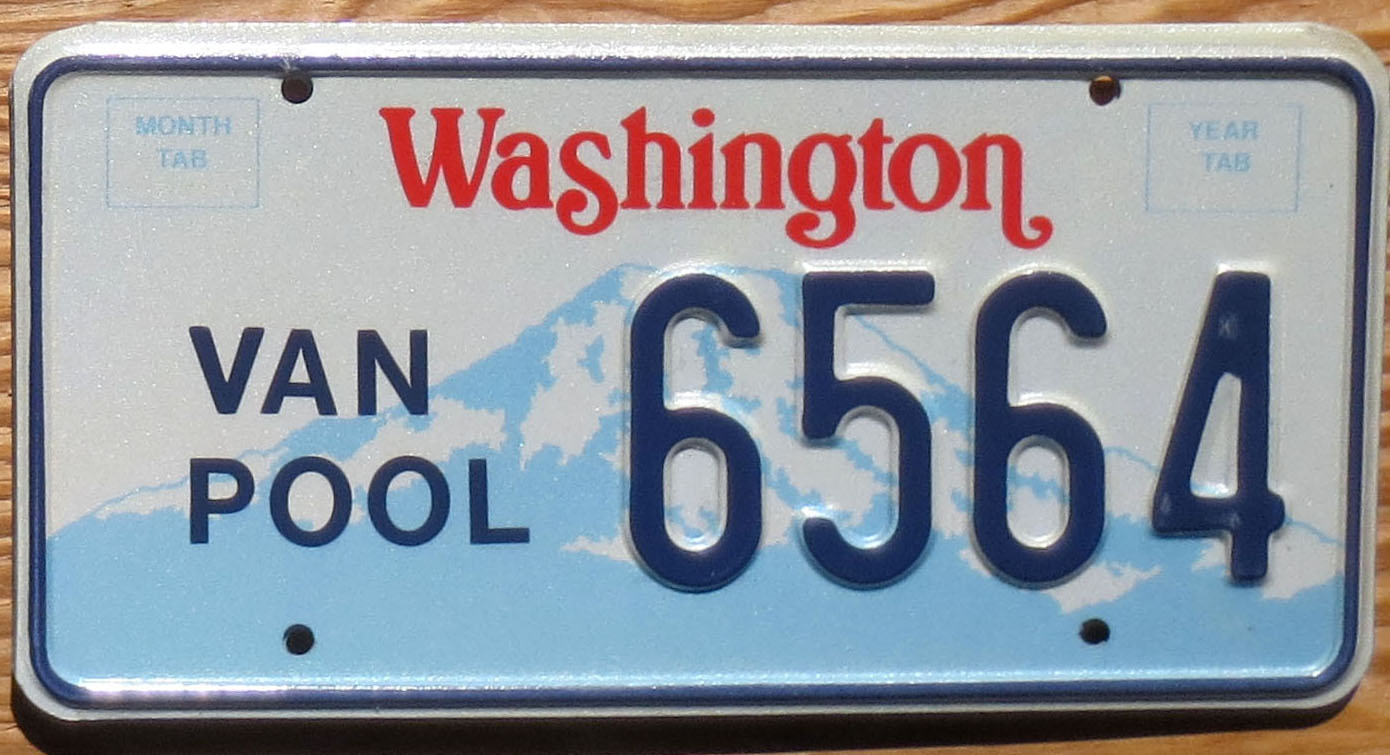 MONTH
TAB
Washington
YEAR
TAB
VAN
POOL
6564